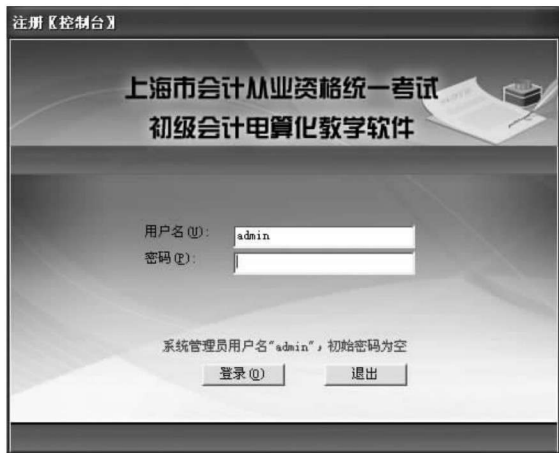 注册〖控制台〗
上海市会计从业资格统一考试
初级会计电算化教学软件
用户名(U): admin
密码(P):
系统管理员用户名"admin"，初始密码为空
登录(O) 退出